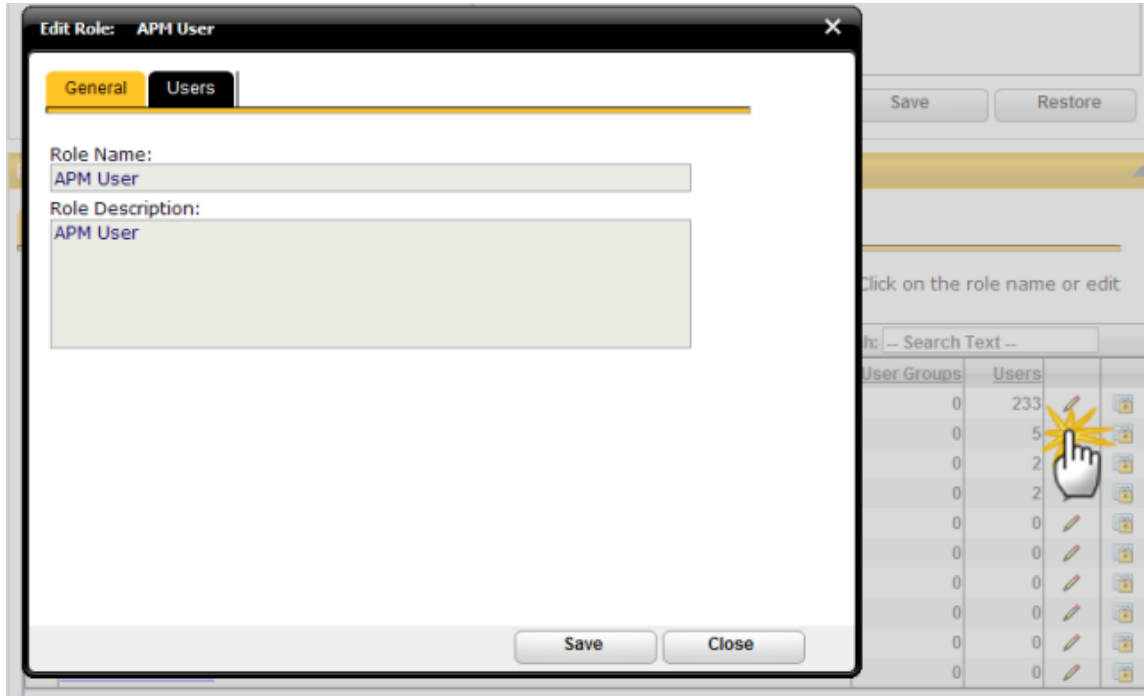 Edit Role: APM User
General Users
Save Restore
Role Name:
APM User
Role Description:
APM User
Click on the role name or edit
-- Search Text --
User Groups Users
0 233
0 5
0 2
0 2
0 0
0 0
0 0
0 0
0 0
0 0
Save Close